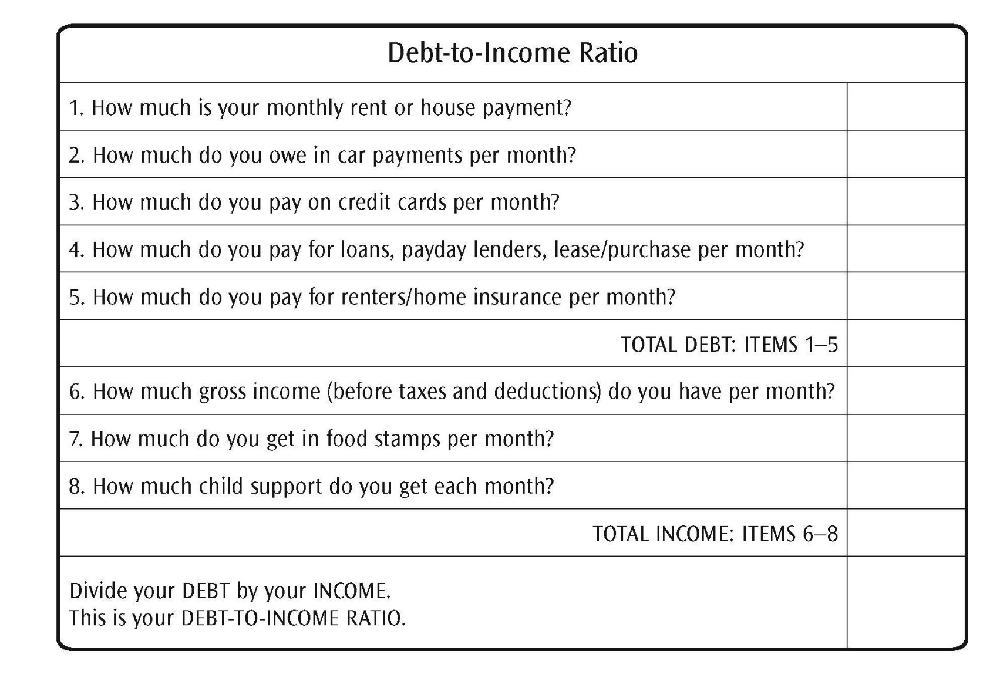 Debt-to-Income Ratio
1. How much is your monthly rent or house payment?
2. How much do you owe in car payments per month?
3. How much do you pay on credit cards per month?
4. How much do you pay for loans, payday lenders, lease/purchase per month?
5. How much do you pay for renters/home insurance per month?
TOTAL DEBT: ITEMS 1–5
6. How much gross income (before taxes and deductions) do you have per month?
7. How much do you get in food stamps per month?
8. How much child support do you get each month?
TOTAL INCOME: ITEMS 6–8
Divide your DEBT by your INCOME.
This is your DEBT-TO-INCOME RATIO.